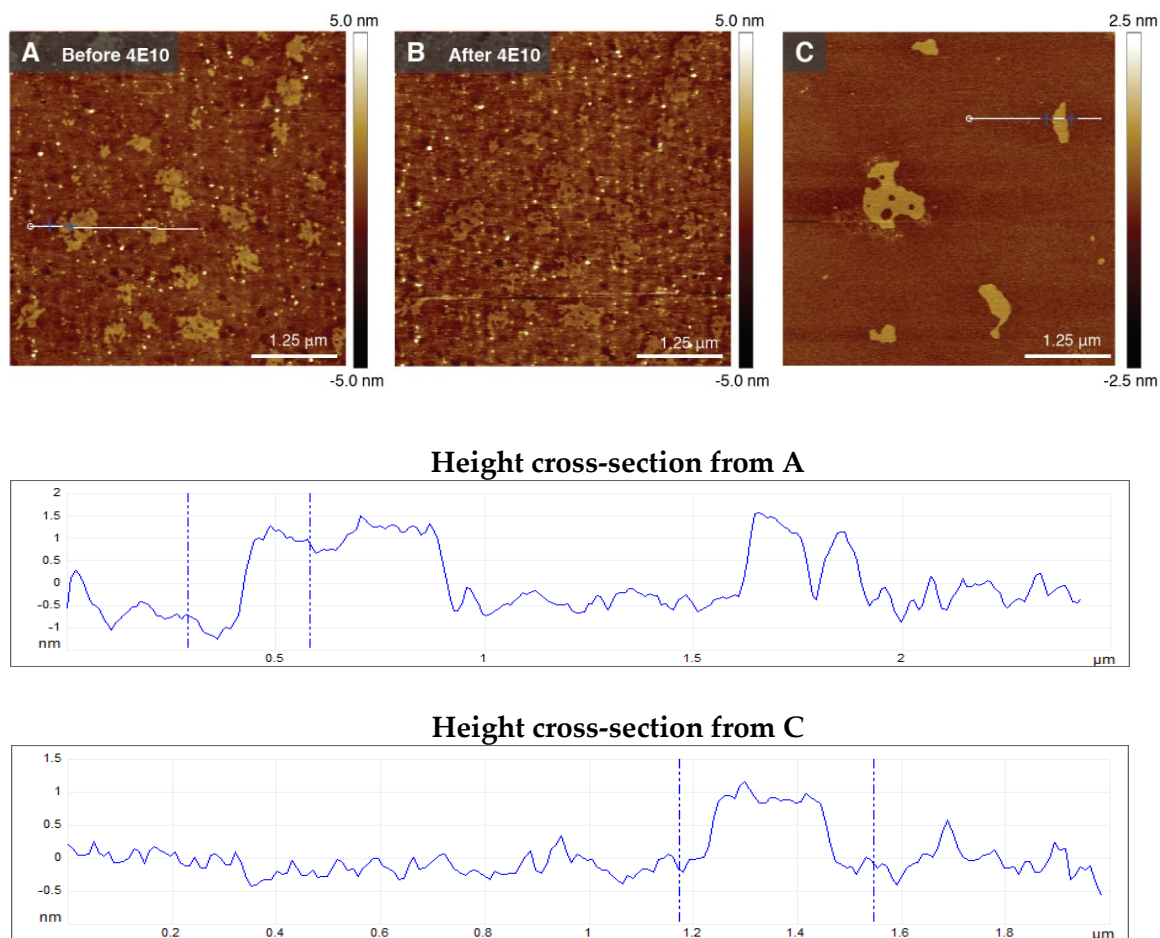 5.0 nm
5.0 nm
2.5 nm
A Before 4E10
B After 4E10
C
1.25 µm
1.25 µm
1.25 µm
-5.0 nm
-5.0 nm
-2.5 nm
Height cross-section from A
2
1.5
1
0.5
0
-0.5
-1
nm
0.5
1
1.5
2
µm
Height cross-section from C
1.5
1
0.5
0
-0.5
nm
0.2
0.4
0.6
0.8
1
1.2
1.4
1.6
1.8
µm